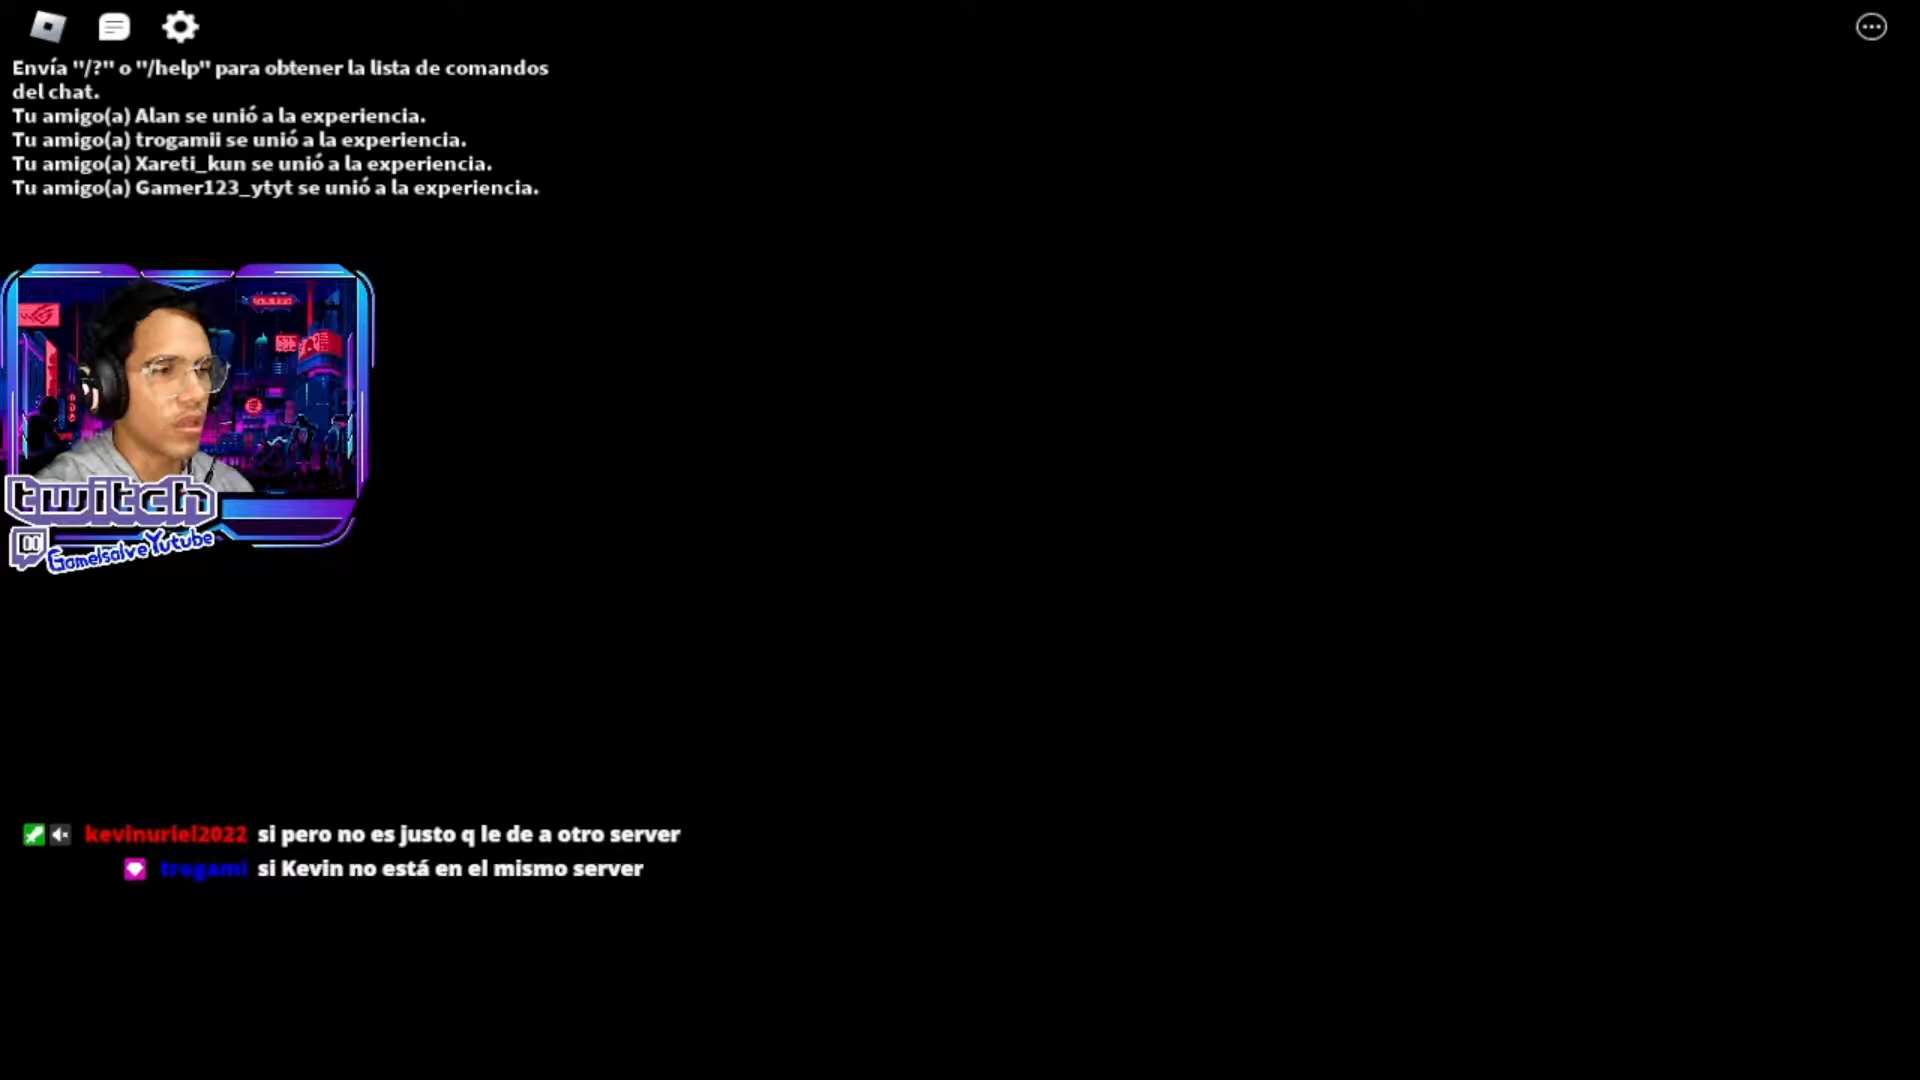 Envía "/?" o "/help" para obtener la lista de comandos
del chat.
Tu amigo(a) Alan se unió a la experiencia.
Tu amigo(a) trogamii se unió a la experiencia.
Tu amigo(a) Xareti_kun se unió a la experiencia.
Tu amigo(a) Gamer123_ytyt se unió a la experiencia.
twitch
GamelsalveYutube
kevinuriel2022 si pero no es justo q le de a otro server
trogami si Kevin no está en el mismo server